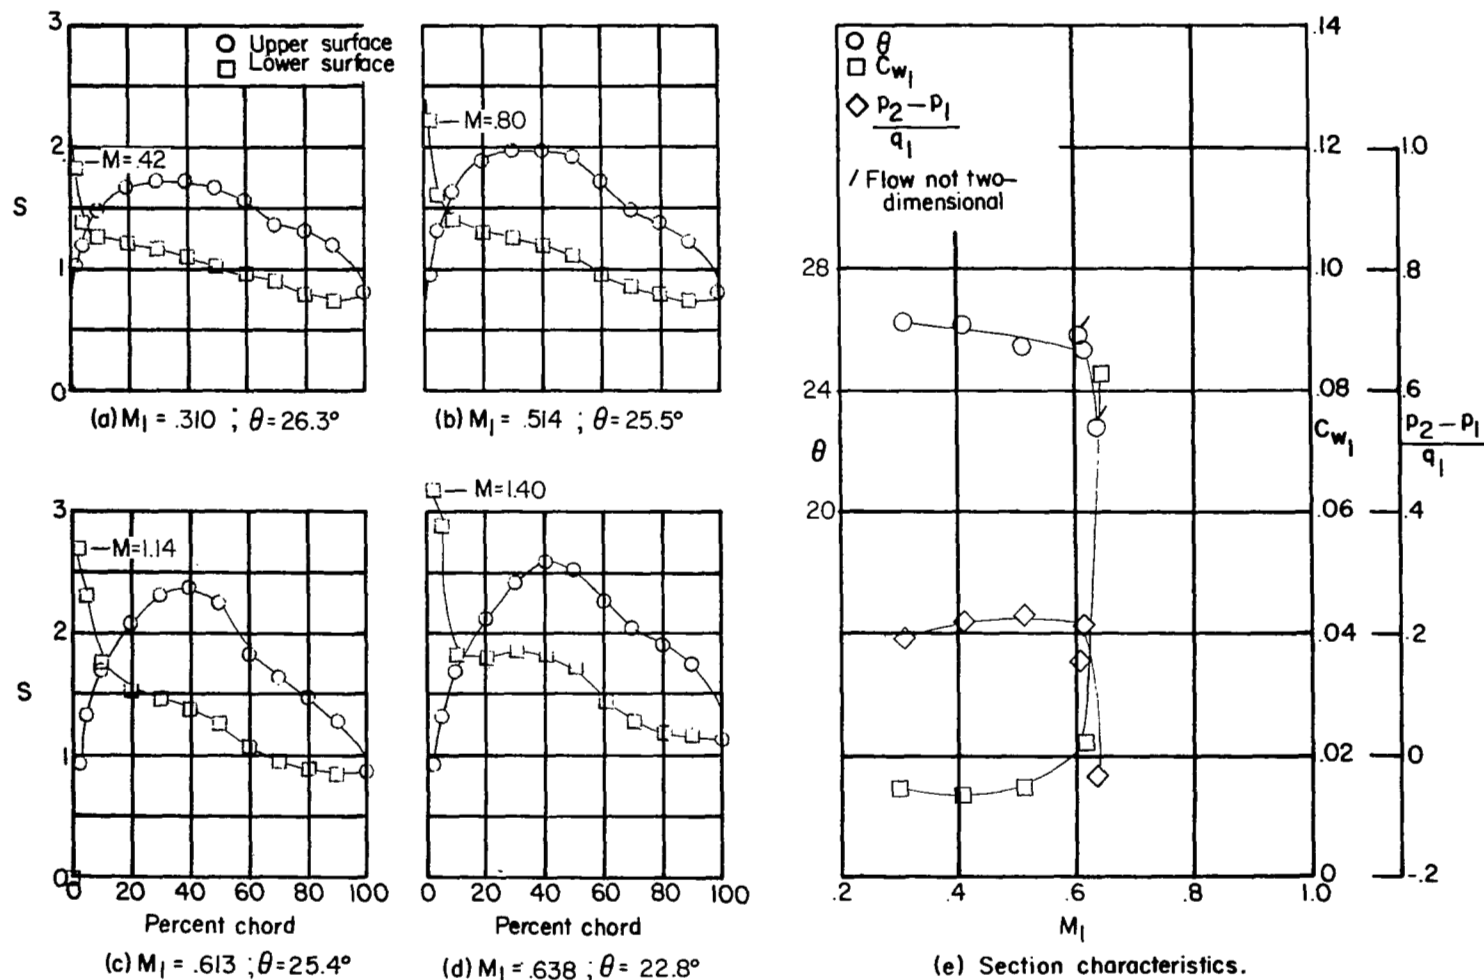 3
2
S
1
0
○ Upper surface
□ Lower surface
M=.42
(a) M₁ = .310 ; θ=26.3°
M=.80
(b) M₁ = .514 ; θ=25.5°
3
2
S
1
0
M=1.14
0 20 40 60 80 100
Percent chord
(c) M₁ = .613 ; θ=25.4°
M=1.40
0 20 40 60 80 100
Percent chord
(d) M₁ = .638 ; θ= 22.8°
○ θ
□ Cw₁
◇ p₂ – p₁
q₁
/ Flow not two-
dimensional
28
24
θ
20
.14
.12
.10
.08
Cw₁
.06
.04
.02
.0
1.0
.8
.6
p₂ – p₁
q₁
.4
.2
0
-.2
.2 .4 .6 .8 1.0
M₁
(e) Section characteristics.